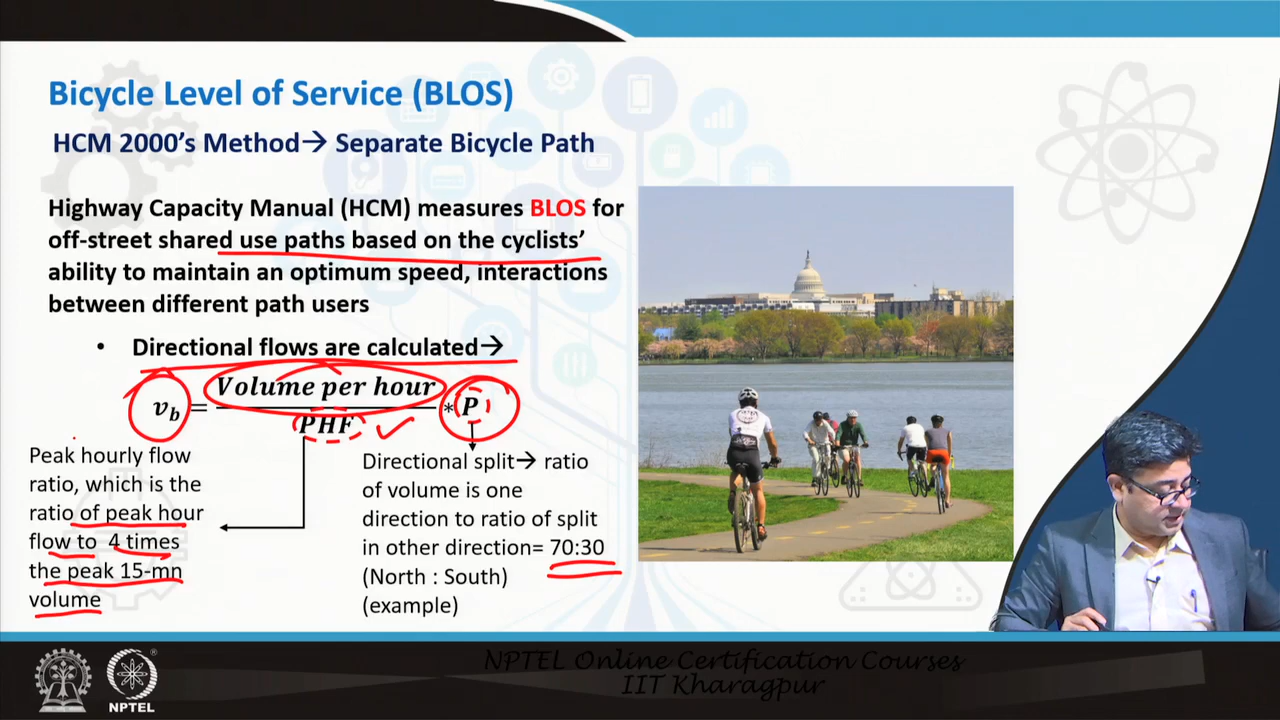 Bicycle Level of Service (BLOS)
HCM 2000's Method→ Separate Bicycle Path
Highway Capacity Manual (HCM) measures BLOS for
off-street shared use paths based on the cyclists'
ability to maintain an optimum speed, interactions
between different path users
• Directional flows are calculated→
v_b = Volume per hour / PHF * P
Peak hourly flow
ratio, which is the
ratio of peak hour
flow to 4 times
the peak 15-mn
volume
Directional split→ ratio
of volume is one
direction to ratio of split
in other direction= 70:30
(North : South)
(example)
NPTEL
NPTEL Online Certification Courses
IIT Kharagpur